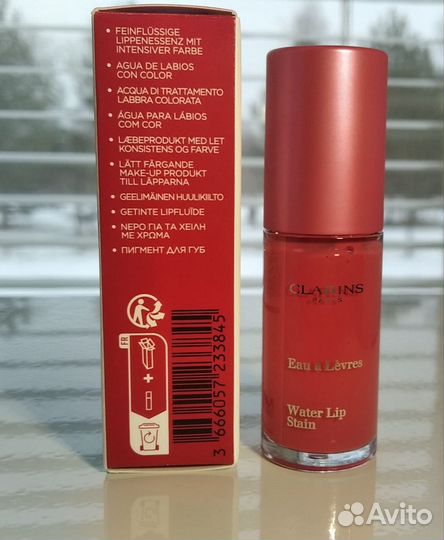 • FEINFLÜSSIGE
LIPPENESSENZ MIT
INTENSIVER FARBE
• AGUA DE LABIOS
CON COLOR
• ACQUA DI TRATTAMENTO
LABBRA COLORATA
• ÁGUA PARA LÁBIOS
COM COR
• LÆBEPRODUKT MED LET
KONSISTENS OG FARVE
• LÄTT FÄRGANDE
MAKE-UP PRODUKT
TILL LÄPPARNA
• GEELIMÄINEN HUULIKIILTO
• GETINTE LIPFLUÏDE
• ΝΕΡΟ ΓΙΑ ΤΑ ΧΕΙΛΗ
ΜΕ ΧΡΩΜΑ
• ПИГМЕНТ ДЛЯ ГУБ
FR
+
3 666057 233845
CLARINS
PARIS
Eau à Lèvres
Water Lip
Stain
Avito